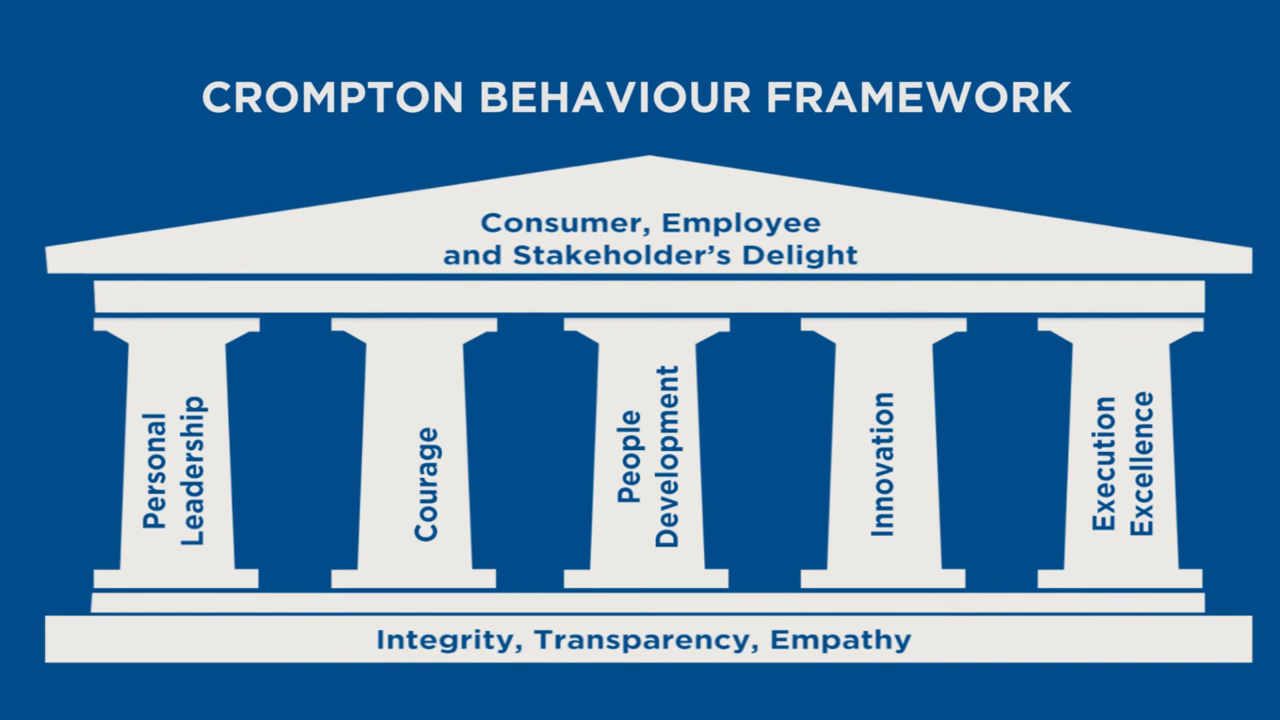 CROMPTON BEHAVIOUR FRAMEWORK
Consumer, Employee
and Stakeholder's Delight
Personal
Leadership
Courage
People
Development
Innovation
Execution
Excellence
Integrity, Transparency, Empathy